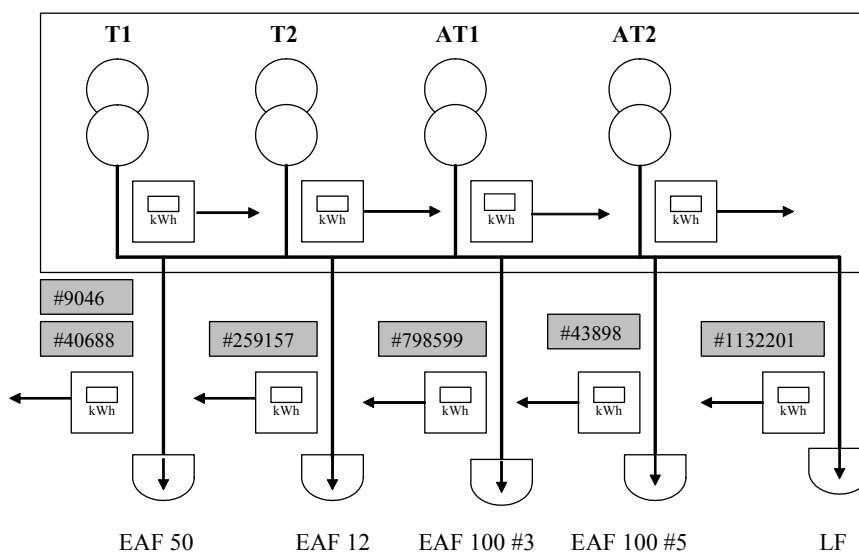 T1 T2 AT1 AT2
kWh kWh kWh kWh
#9046
#40688 #259157 #798599 #43898 #1132201
kWh kWh kWh kWh kWh
EAF 50 EAF 12 EAF 100 #3 EAF 100 #5 LF